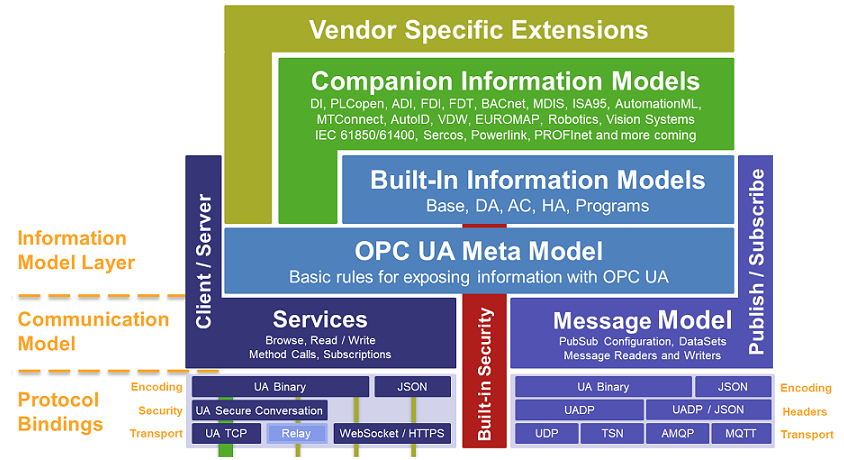 Vendor Specific Extensions
Companion Information Models
DI, PLCopen, ADI, FDI, FDT, BACnet, MDIS, ISA95, AutomationML,
MTConnect, AutoID, VDW, EUROMAP, Robotics, Vision Systems
IEC 61850/61400, Sercos, Powerlink, PROFInet and more coming
Built-In Information Models
Base, DA, AC, HA, Programs
Client / Server
Publish / Subscribe
Information
Model Layer
OPC UA Meta Model
Basic rules for exposing information with OPC UA
Communication
Model
Services
Browse, Read / Write
Method Calls, Subscriptions
Built-in Security
Message Model
PubSub Configuration, DataSets
Message Readers and Writers
Protocol
Bindings
Encoding
UA Binary
JSON
UA Binary
JSON
Encoding
Security
UA Secure Conversation
UADP
UADP / JSON
Headers
Transport
UA TCP
Relay
WebSocket / HTTPS
UDP
TSN
AMQP
MQTT
Transport